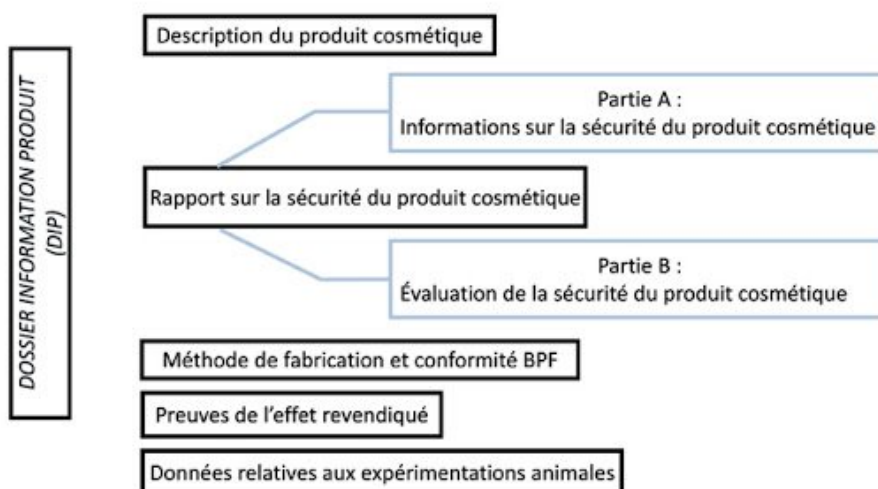 DOSSIER INFORMATION PRODUIT
(DIP)
Description du produit cosmétique
Partie A :
Informations sur la sécurité du produit cosmétique
Rapport sur la sécurité du produit cosmétique
Partie B :
Évaluation de la sécurité du produit cosmétique
Méthode de fabrication et conformité BPF
Preuves de l'effet revendiqué
Données relatives aux expérimentations animales